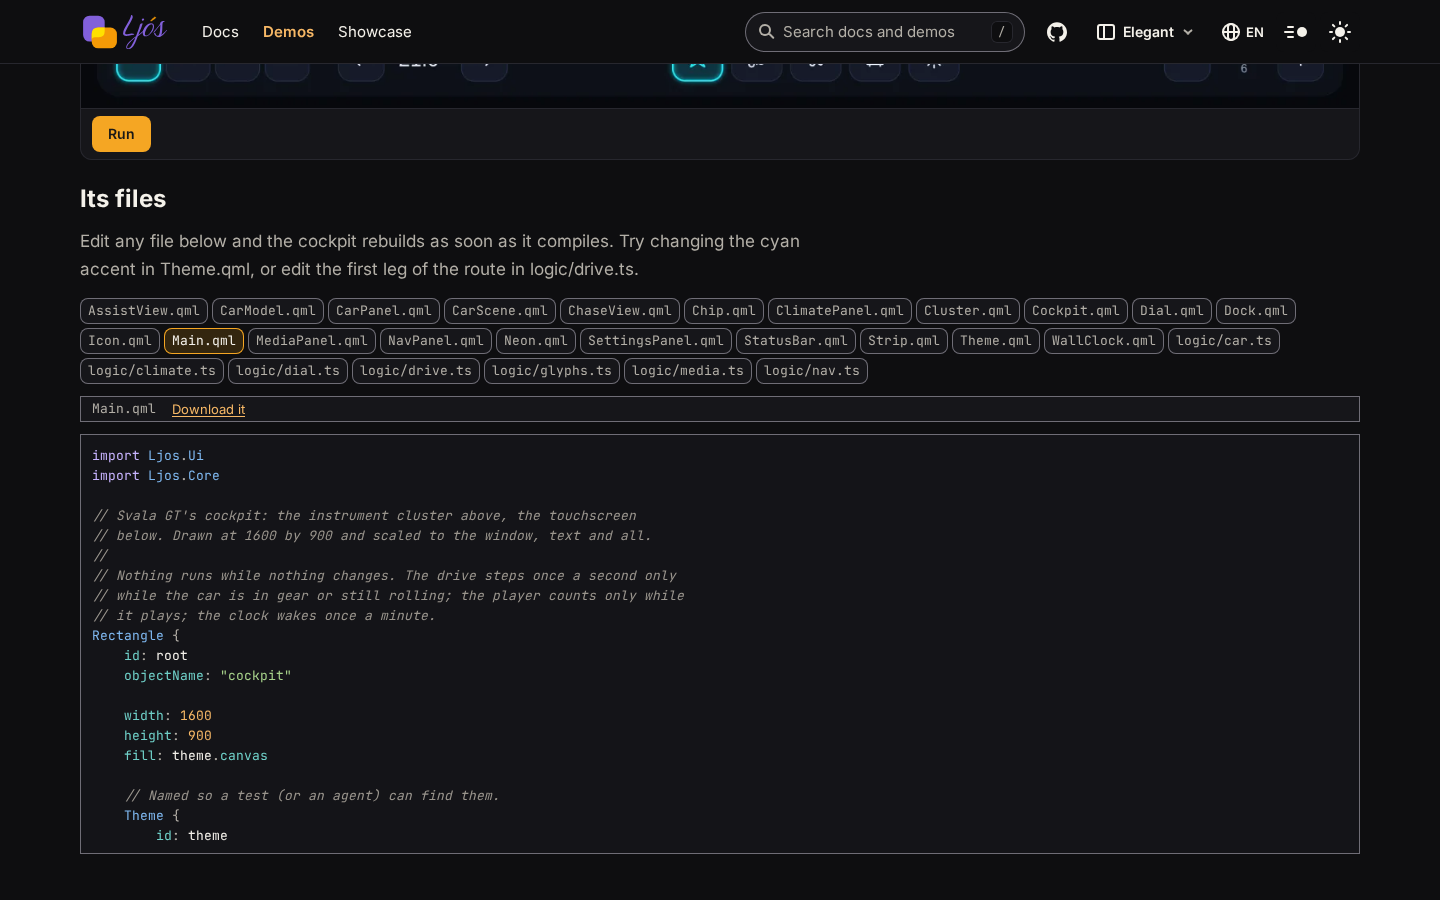 Ljós
Docs
Demos
Showcase
Search docs and demos
/
Elegant
EN
6
Run
Its files
Edit any file below and the cockpit rebuilds as soon as it compiles. Try changing the cyan
accent in Theme.qml, or edit the first leg of the route in logic/drive.ts.
AssistView.qml CarModel.qml CarPanel.qml CarScene.qml ChaseView.qml Chip.qml ClimatePanel.qml Cluster.qml Cockpit.qml Dial.qml Dock.qml
Icon.qml Main.qml MediaPanel.qml NavPanel.qml Neon.qml SettingsPanel.qml StatusBar.qml Strip.qml Theme.qml WallClock.qml logic/car.ts
logic/climate.ts logic/dial.ts logic/drive.ts logic/glyphs.ts logic/media.ts logic/nav.ts
Main.qml Download it
import Ljos.Ui
import Ljos.Core
// Svala GT's cockpit: the instrument cluster above, the touchscreen
// below. Drawn at 1600 by 900 and scaled to the window, text and all.
//
// Nothing runs while nothing changes. The drive steps once a second only
// while the car is in gear or still rolling; the player counts only while
// it plays; the clock wakes once a minute.
Rectangle {
id: root
objectName: "cockpit"
width: 1600
height: 900
fill: theme.canvas
// Named so a test (or an agent) can find them.
Theme {
id: theme